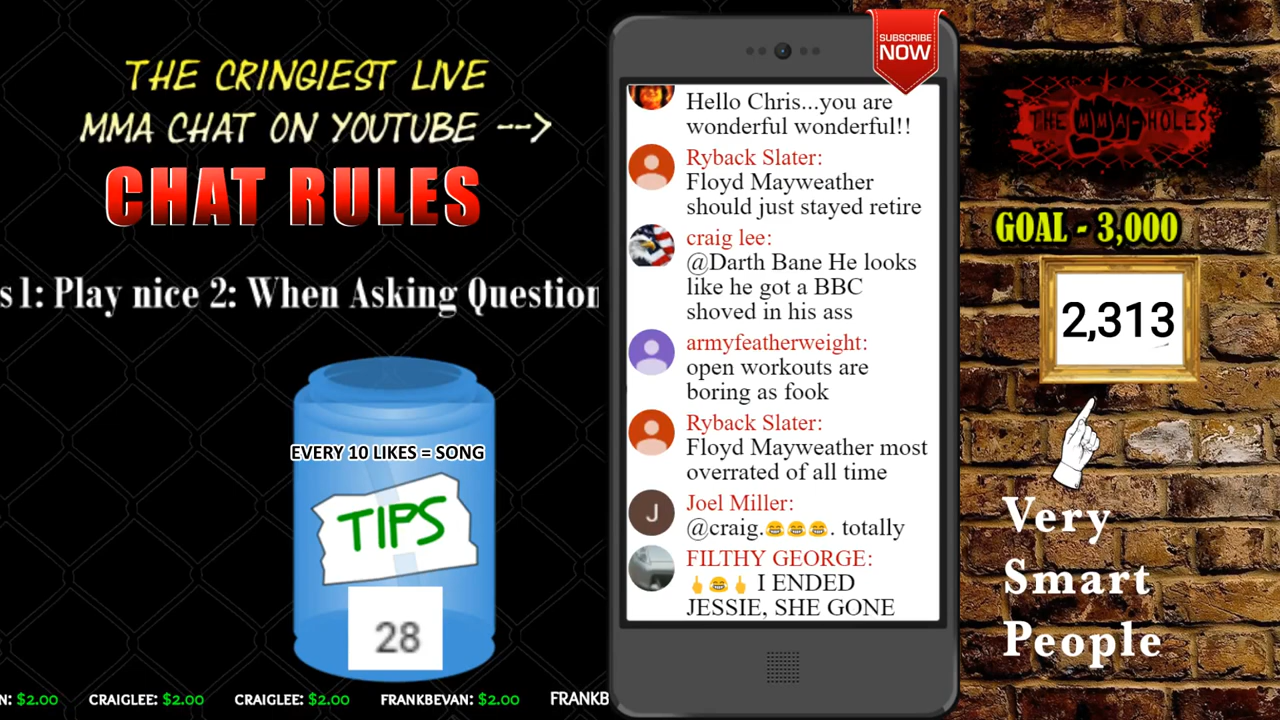 THE CRINGIEST LIVE
MMA CHAT ON YOUTUBE -->
CHAT RULES
s 1: Play nice 2: When Asking Question
EVERY 10 LIKES = SONG
TIPS
28
N: $2.00 CRAIGLEE: $2.00 CRAIGLEE: $2.00 FRANKBEVAN: $2.00 FRANKB
SUBSCRIBE
NOW
Hello Chris...you are
wonderful wonderful!!
Ryback Slater:
Floyd Mayweather
should just stayed retire
craig lee:
@Darth Bane He looks
like he got a BBC
shoved in his ass
armyfeatherweight:
open workouts are
boring as fook
Ryback Slater:
Floyd Mayweather most
overrated of all time
J
Joel Miller:
@craig.😂😂😂. totally
FILTHY GEORGE:
🖕😂🖕 I ENDED
JESSIE, SHE GONE
THE MMA-HOLES
GOAL - 3,000
2,313
Very
Smart
People